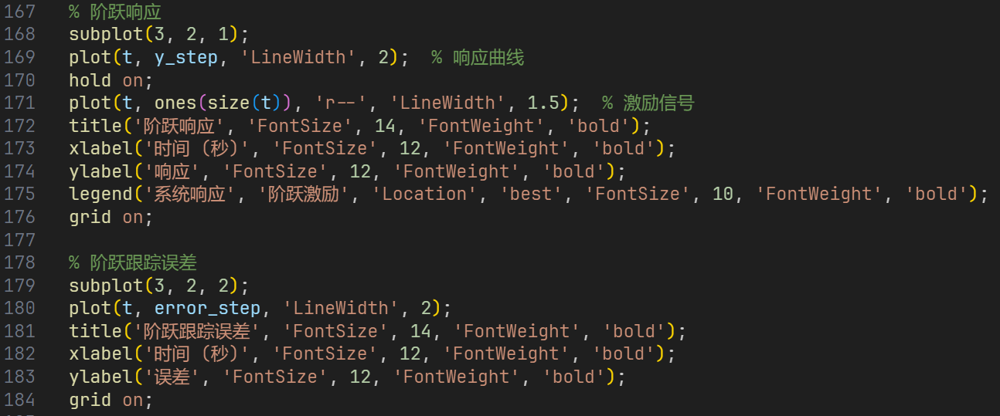 167 % 阶跃响应
168 subplot(3, 2, 1);
169 plot(t, y_step, 'LineWidth', 2);  % 响应曲线
170 hold on;
171 plot(t, ones(size(t)), 'r--', 'LineWidth', 1.5);  % 激励信号
172 title('阶跃响应', 'FontSize', 14, 'FontWeight', 'bold');
173 xlabel('时间 (秒)', 'FontSize', 12, 'FontWeight', 'bold');
174 ylabel('响应', 'FontSize', 12, 'FontWeight', 'bold');
175 legend('系统响应', '阶跃激励', 'Location', 'best', 'FontSize', 10, 'FontWeight', 'bold');
176 grid on;
177
178 % 阶跃跟踪误差
179 subplot(3, 2, 2);
180 plot(t, error_step, 'LineWidth', 2);
181 title('阶跃跟踪误差', 'FontSize', 14, 'FontWeight', 'bold');
182 xlabel('时间 (秒)', 'FontSize', 12, 'FontWeight', 'bold');
183 ylabel('误差', 'FontSize', 12, 'FontWeight', 'bold');
184 grid on;